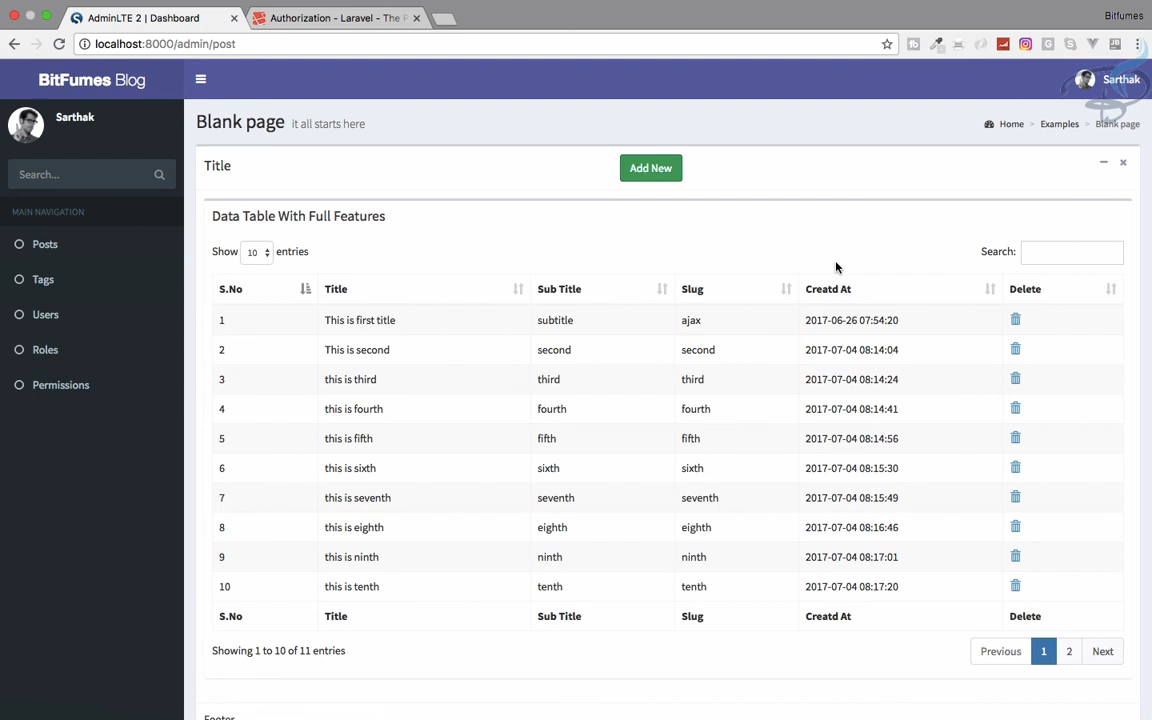 Bitfumes
AdminLTE 2 | Dashboard
Authorization - Laravel - The P
localhost:8000/admin/post
BitFumes Blog
Sarthak
Sarthak
Blank page it all starts here
Home > Examples > Blank page
Search...
Title
Add New
MAIN NAVIGATION
Posts
Tags
Users
Roles
Permissions
Data Table With Full Features
Show 10 entries
Search:
S.No Title Sub Title Slug Creatd At Delete
1 This is first title subtitle ajax 2017-06-26 07:54:20
2 This is second second second 2017-07-04 08:14:04
3 this is third third third 2017-07-04 08:14:24
4 this is fourth fourth fourth 2017-07-04 08:14:41
5 this is fifth fifth fifth 2017-07-04 08:14:56
6 this is sixth sixth sixth 2017-07-04 08:15:30
7 this is seventh seventh seventh 2017-07-04 08:15:49
8 this is eighth eighth eighth 2017-07-04 08:16:46
9 this is ninth ninth ninth 2017-07-04 08:17:01
10 this is tenth tenth tenth 2017-07-04 08:17:20
S.No Title Sub Title Slug Creatd At Delete
Showing 1 to 10 of 11 entries
Previous 1 2 Next
Footer